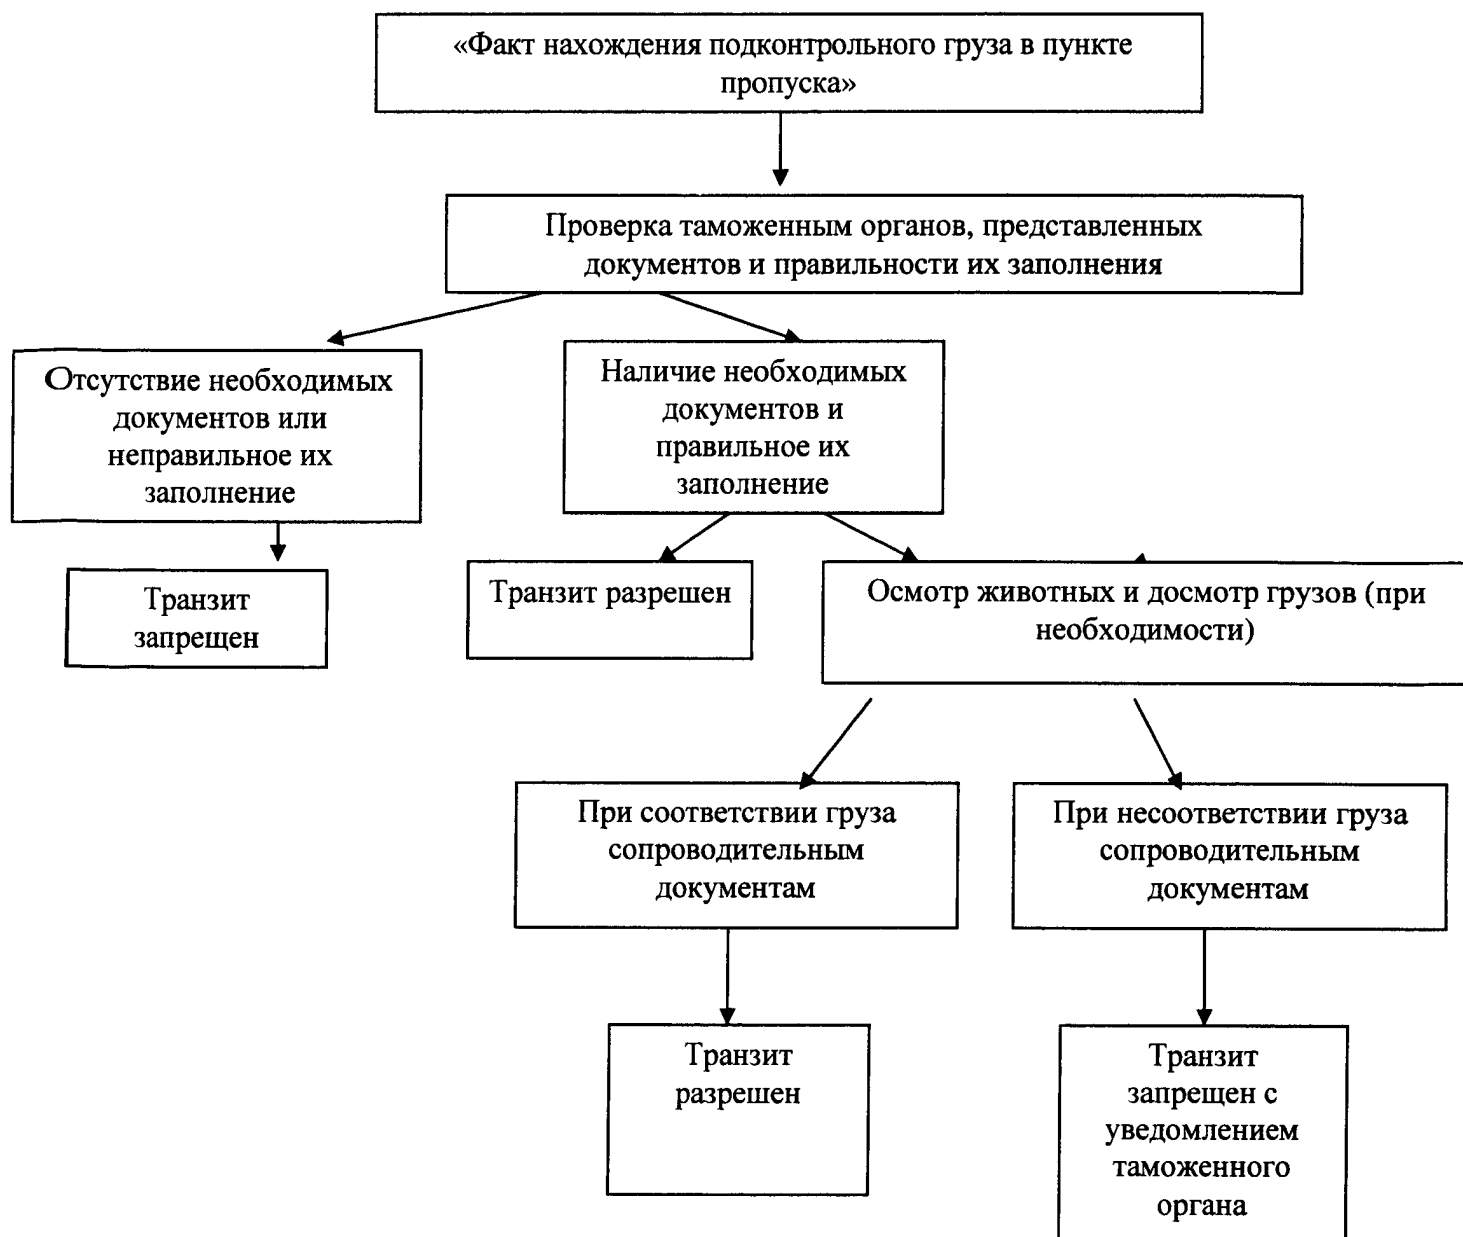 «Факт нахождения подконтрольного груза в пункте
пропуска»
Проверка таможенным органов, представленных
документов и правильности их заполнения
Отсутствие необходимых
документов или
неправильное их
заполнение
Наличие необходимых
документов и
правильное их
заполнение
Транзит
запрещен
Транзит разрешен
Осмотр животных и досмотр грузов (при
необходимости)
При соответствии груза
сопроводительным
документам
При несоответствии груза
сопроводительным
документам
Транзит
разрешен
Транзит
запрещен с
уведомлением
таможенного
органа